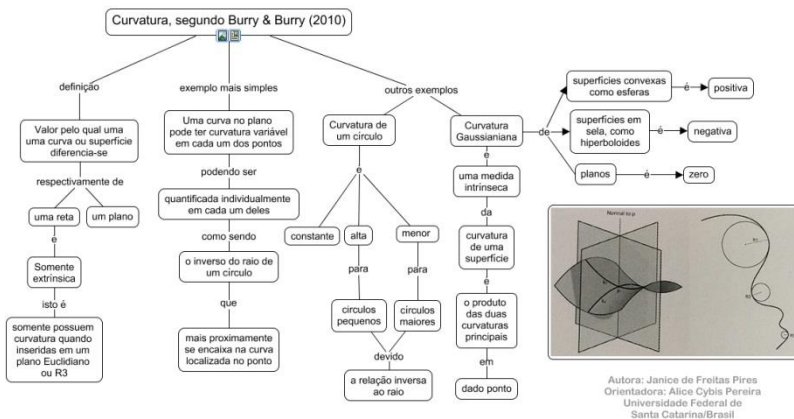 Curvatura, segundo Burry & Burry (2010)
definição
Valor pelo qual uma
uma curva ou superfície
diferencia-se
respectivamente de
uma reta
um plano
e
Somente
extrínsica
isto é
somente possuem
curvatura quando
inseridas em um
plano Euclidiano
ou R3
exemplo mais simples
Uma curva no plano
pode ter curvatura variável
em cada um dos pontos
podendo ser
quantificada individualmente
em cada um deles
como sendo
o inverso do raio de
um círculo
que
mais proximamente
se encaixa na curva
localizada no ponto
outros exemplos
Curvatura de
um círculo
e
constante
alta
menor
para
para
circulos
pequenos
círculos
maiores
devido
a relação inversa
ao raio
Curvatura
Gaussianiana
e
uma medida
intrínseca
da
curvatura
de uma
superfície
e
o produto
das duas
curvaturas
principais
em
dado ponto
de
superfícies convexas
como esferas
é
positiva
superfícies em
sela, como
hiperboloides
é
negativa
planos
é
zero
Normal to p
Autora: Janice de Freitas Pires
Orientadora: Alice Cybis Pereira
Universidade Federal de
Santa Catarina/Brasil